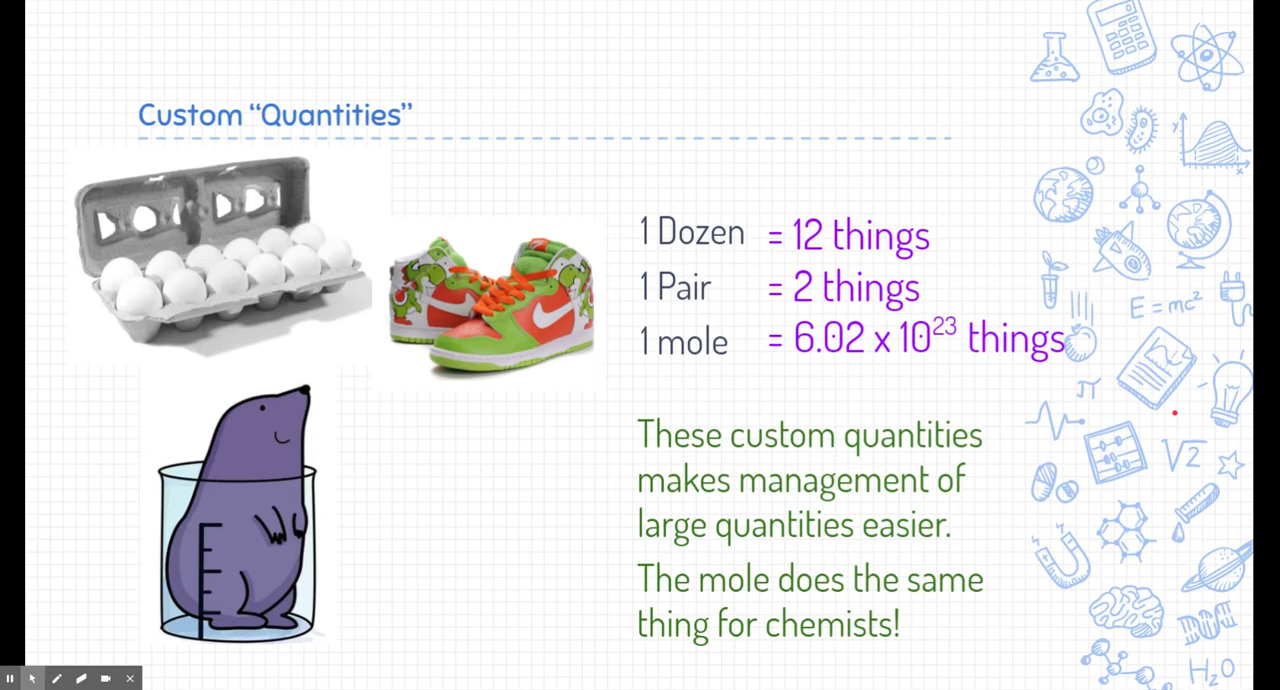 Custom “Quantities”
1 Dozen = 12 things
1 Pair = 2 things
1 mole = 6.02 x 10²³ things
These custom quantities
makes management of
large quantities easier.
The mole does the same
thing for chemists!
y
x
E=mc²
π
√2
H₂O